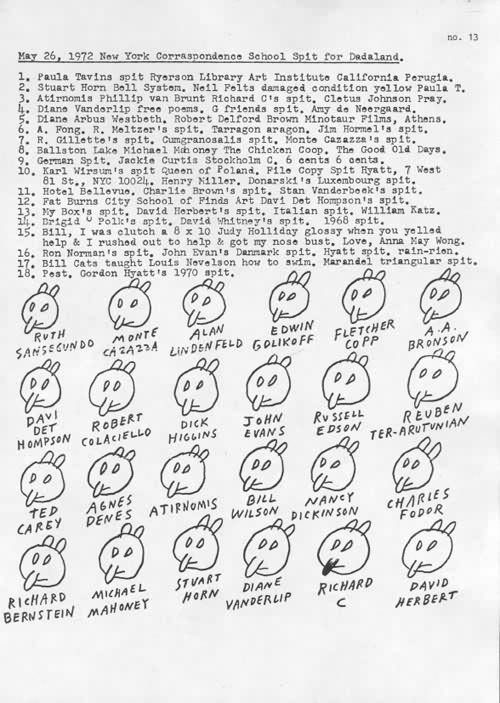 no. 13
May 26, 1972 New York Corraspondence School Spit for Dadaland.
1. Paula Tavins spit Ryerson Library Art Institute California Perugia.
2. Stuart Horn Bell System. Neil Felts damaged condition yellow Paula T.
3. Atirnomis Phillip van Brunt Richard C's spit. Cletus Johnson Pray.
4. Diane Vanderlip free poems. G friends spit. Amy de Neergaard.
5. Diane Arbus Westbeth. Robert Delford Brown Minotaur Films, Athens.
6. A. Fong. R. Meltzer's spit. Tarragon aragon. Jim Hormel's spit.
7. R. Gillette's spit. Cumgranosalis spit. Monte Cazazza's spit.
8. Ballston Lake Michael Mahoney The Chicken Coop. The Good Old Days.
9. German Spit. Jackie Curtis Stockholm C. 6 cents 6 cents.
10. Karl Wirsum's spit Queen of Poland. File Copy Spit Hyatt, 7 West
81 St., NYC 10024. Henry Miller. Donarski's Luxembourg spit.
11. Hotel Bellevue. Charlie Brown's spit. Stan Vanderbeek's spit.
12. Fat Burns City School of Finds Art Davi Det Hompson's spit.
13. My Box's spit. David Herbert's spit. Italian spit. William Katz.
14. Brigid Polk's spit. David Whitney's spit. 1968 spit.
15. Bill, I was clutch a 8 x 10 Judy Holliday glossy when you yelled
help & I rushed out to help & got my nose bust. Love, Anna May Wong.
16. Ron Norman's spit. John Evan's Danmark spit. Hyatt spit. rain-rien.
17. Bill Cats taught Louis Nevelson how to swim. Marandel triangular spit.
18. Pest. Gordon Hyatt's 1970 spit.
RUTH SANSEGUNDO
MONTE CAZAZZA
ALAN LINDENFELD
EDWIN GOLIKOFF
FLETCHER COPP
A.A. BRONSON
DAVI DET HOMPSON
ROBERT COLACIELLO
DICK HIGGINS
JOHN EVANS
RUSSELL EDSON
REUBEN TER-ARUTUNIAN
TED CAREY
AGNES DENES
ATIRNOMIS
BILL WILSON
NANCY DICKINSON
CHARLES FODOR
RICHARD BERNSTEIN
MICHAEL MAHONEY
STUART HORN
DIANE VANDERLIP
RICHARD C
DAVID HERBERT